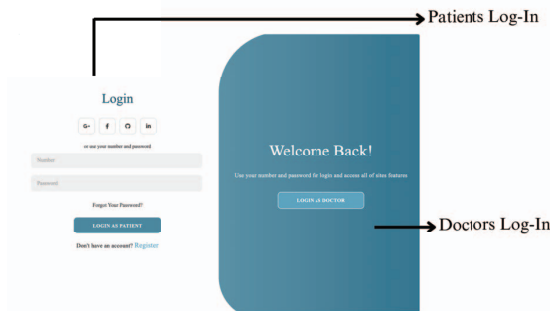 Patients Log-In
Login
G+ f in
or use your number and password
Number
Password
Forgot Your Password?
LOGIN AS PATIENT
Don't have an account? Register
Welcome Back!
Use your number and password to login and access all of sites features
LOGIN AS DOCTOR
Doctors Log-In